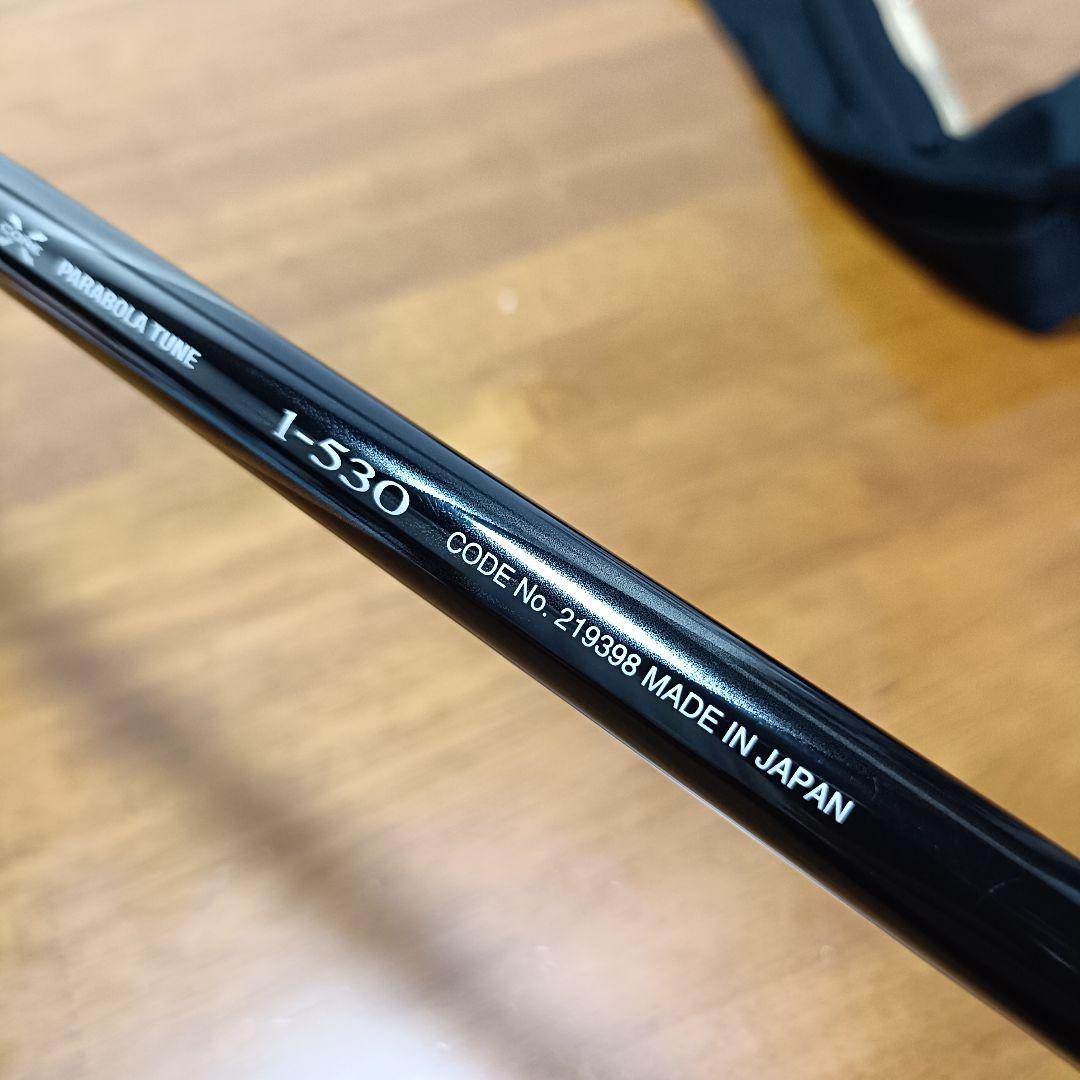 PARABOLA TUNE
1-530
CODE No. 219398 MADE IN JAPAN